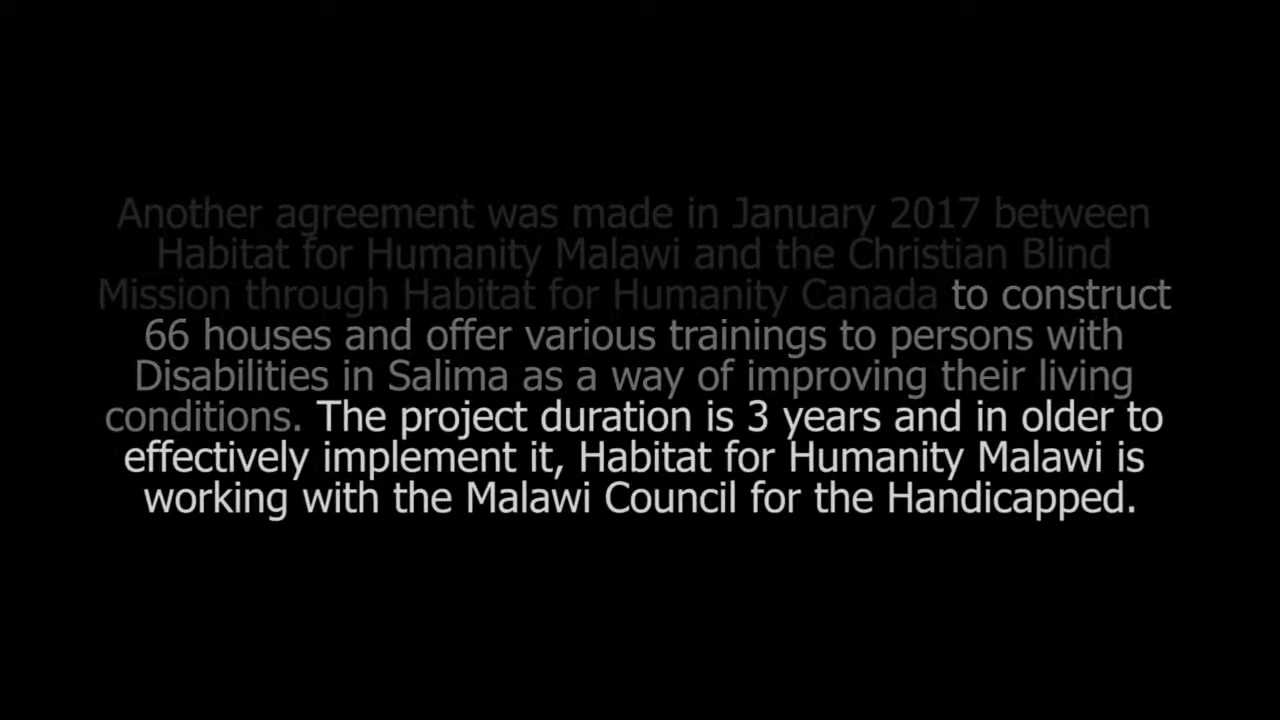 Another agreement was made in January 2017 between
Habitat for Humanity Malawi and the Christian Blind
Mission through Habitat for Humanity Canada to construct
66 houses and offer various trainings to persons with
Disabilities in Salima as a way of improving their living
conditions. The project duration is 3 years and in older to
effectively implement it, Habitat for Humanity Malawi is
working with the Malawi Council for the Handicapped.